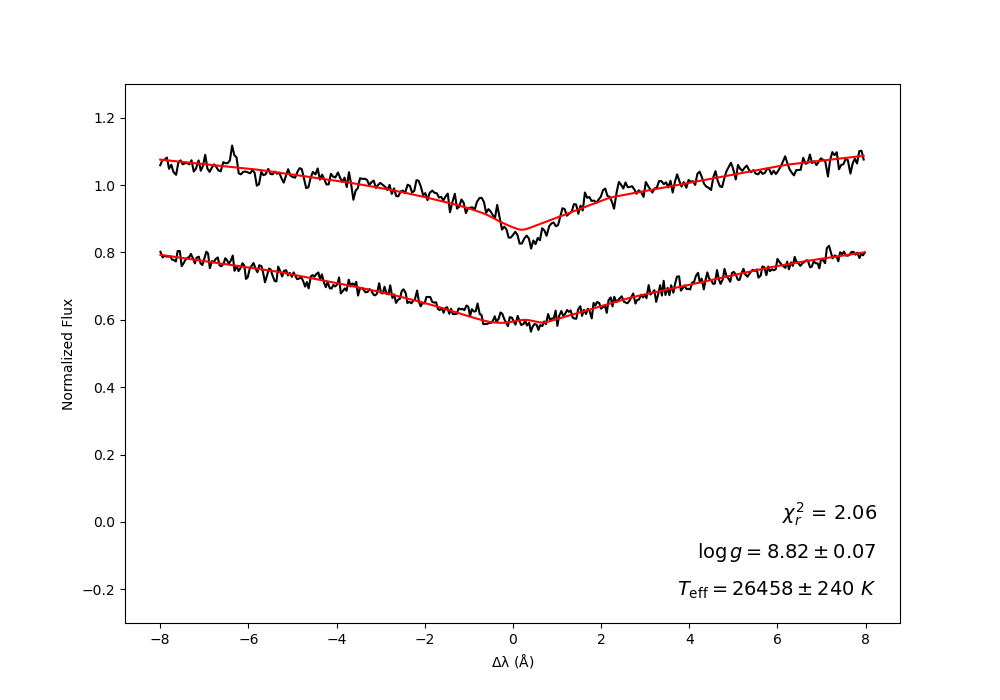 1.2
1.0
0.8
0.6
0.4
0.2
0.0
−0.2
Normalized Flux
χ²ᵣ = 2.06
log g = 8.82 ± 0.07
T_eff = 26458 ± 240 K
−8 −6 −4 −2 0 2 4 6 8
Δλ (Å)